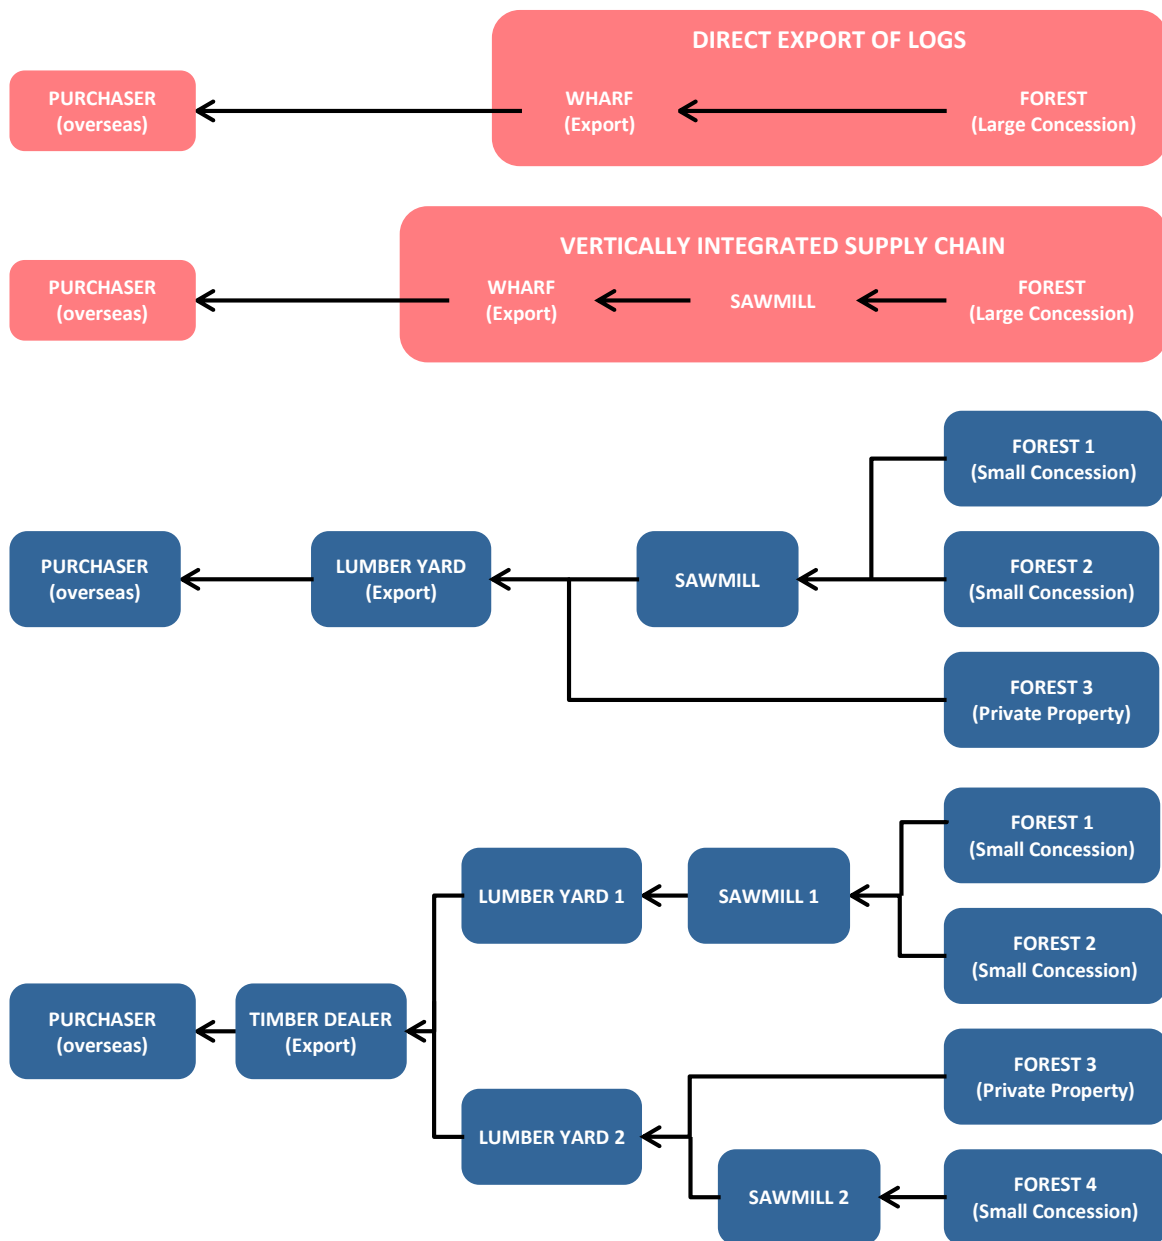 DIRECT EXPORT OF LOGS
PURCHASER
(overseas)
WHARF
(Export)
FOREST
(Large Concession)
VERTICALLY INTEGRATED SUPPLY CHAIN
PURCHASER
(overseas)
WHARF
(Export)
SAWMILL
FOREST
(Large Concession)
FOREST 1
(Small Concession)
PURCHASER
(overseas)
LUMBER YARD
(Export)
SAWMILL
FOREST 2
(Small Concession)
FOREST 3
(Private Property)
FOREST 1
(Small Concession)
LUMBER YARD 1
SAWMILL 1
FOREST 2
(Small Concession)
PURCHASER
(overseas)
TIMBER DEALER
(Export)
FOREST 3
(Private Property)
LUMBER YARD 2
SAWMILL 2
FOREST 4
(Small Concession)